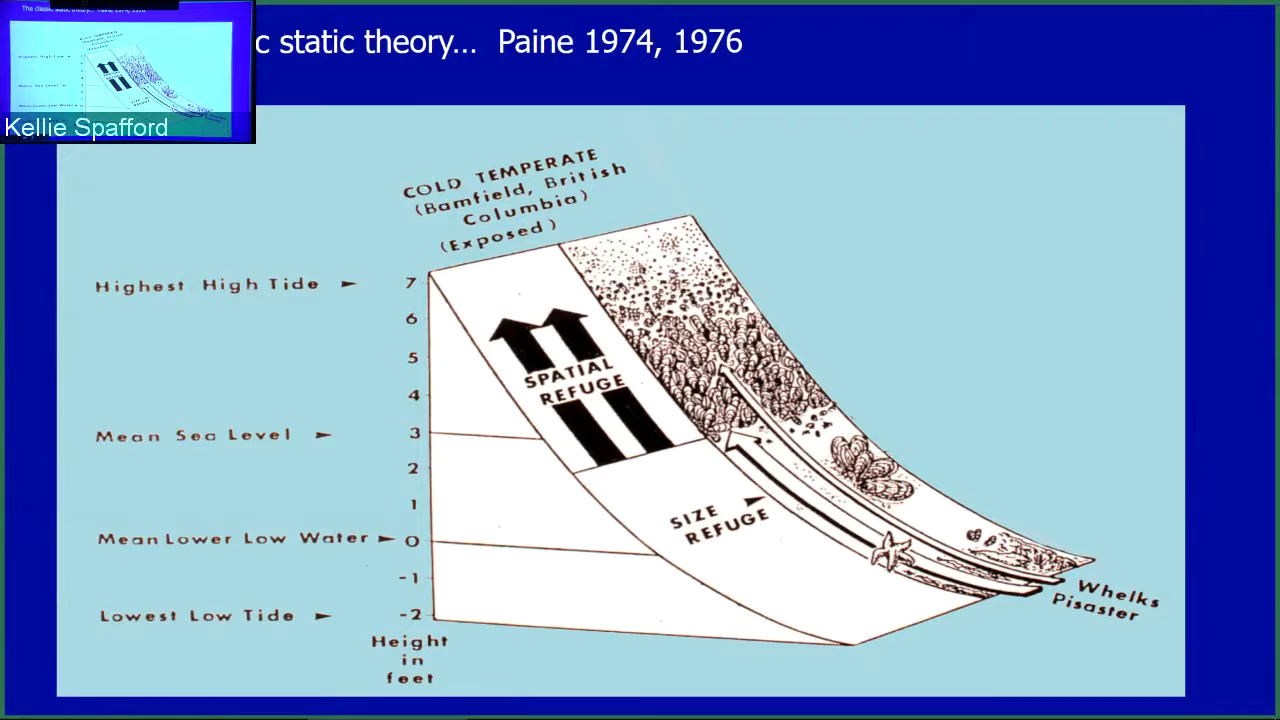 The classic static theory... Paine 1974, 1976
Kellie Spafford
c static theory... Paine 1974, 1976
COLD TEMPERATE
(Bamfield, British
Columbia)
(Exposed)
Highest High Tide
7
6
5
4
Mean Sea Level
3
2
1
Mean Lower Low Water
0
-1
Lowest Low Tide
-2
Height
in
feet
SPATIAL
REFUGE
SIZE
REFUGE
Whelks
Pisaster